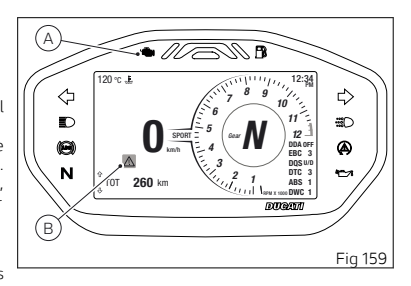 A
120 °C
12:34
PM
7 8 9
6 10
5 11
4 12
3
2
1
RPM X 1000
0
km/h
SPORT
Gear N
DDA OFF
EBC 3
DQS U/D
DTC 3
ABS 1
DWC 1
ABS
N
TOT 260 km
B
DUCATI
Fig 159